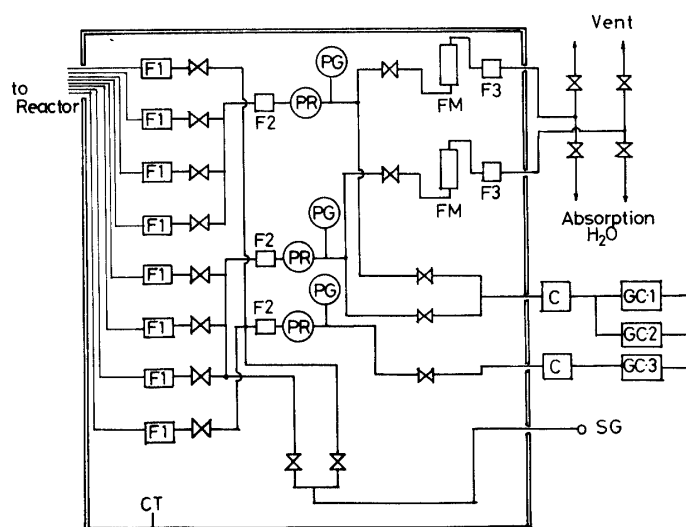 Vent
to
Reactor
F1
F1
F1
F1
F1
F1
F1
F1
PG
F2
PR
FM
F3
PG
F2
PR
FM
F3
PG
F2
PR
Absorption
H₂O
C
GC·1
GC·2
C
GC·3
SG
CT